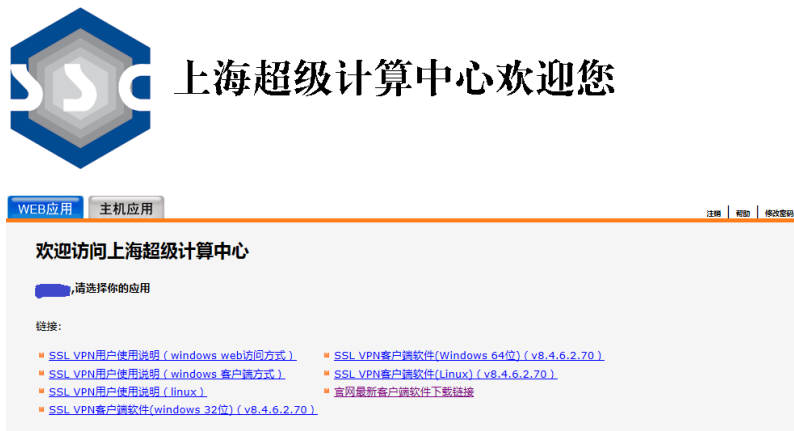 SSC
上海超级计算中心欢迎您
WEB应用 主机应用
注销 帮助 修改密码
欢迎访问上海超级计算中心
,请选择你的应用
链接:
SSL VPN用户使用说明(windows web访问方式)
SSL VPN用户使用说明(windows 客户端方式)
SSL VPN用户使用说明(linux)
SSL VPN客户端软件(windows 32位)(v8.4.6.2.70)
SSL VPN客户端软件(Windows 64位)(v8.4.6.2.70)
SSL VPN客户端软件(Linux)(v8.4.6.2.70)
官网最新客户端软件下载链接